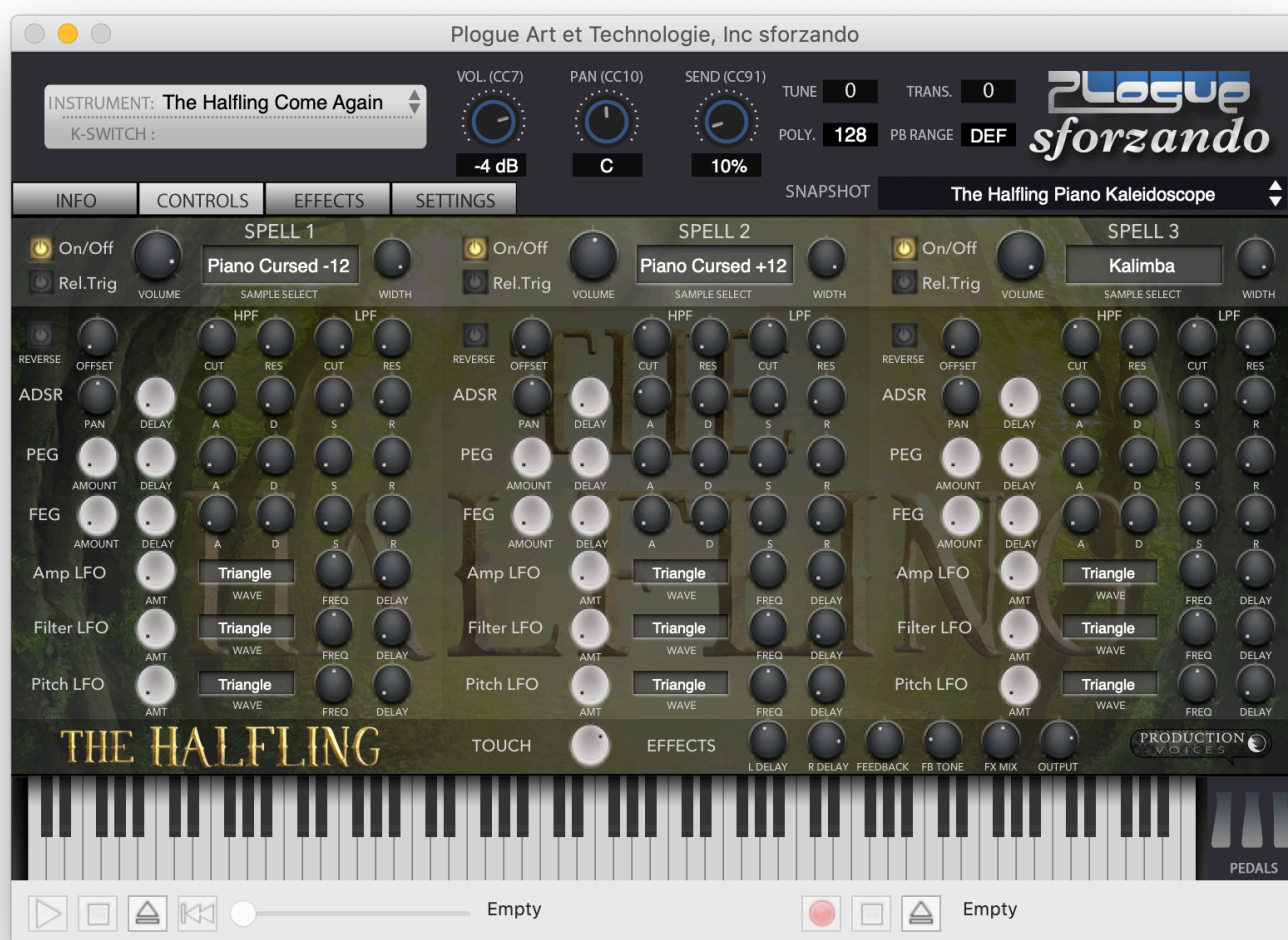 Plogue Art et Technologie, Inc sforzando
INSTRUMENT: The Halfling Come Again
K-SWITCH :
VOL. (CC7) PAN (CC10) SEND (CC91)
-4 dB C 10%
TUNE 0 TRANS. 0
POLY. 128 PB RANGE DEF
Plogue
sforzando
INFO CONTROLS EFFECTS SETTINGS
SNAPSHOT The Halfling Piano Kaleidoscope
On/Off SPELL 1
Rel.Trig VOLUME Piano Cursed -12
SAMPLE SELECT WIDTH
On/Off SPELL 2
Rel.Trig VOLUME Piano Cursed +12
SAMPLE SELECT WIDTH
On/Off SPELL 3
Rel.Trig VOLUME Kalimba
SAMPLE SELECT WIDTH
HPF LPF HPF LPF HPF LPF
REVERSE OFFSET CUT RES CUT RES REVERSE OFFSET CUT RES CUT RES REVERSE OFFSET CUT RES CUT RES
ADSR ADSR ADSR
PAN DELAY A D S R PAN DELAY A D S R PAN DELAY A D S R
PEG PEG PEG
AMOUNT DELAY A D S R AMOUNT DELAY A D S R AMOUNT DELAY A D S R
FEG FEG FEG
AMOUNT DELAY A D S R AMOUNT DELAY A D S R AMOUNT DELAY A D S R
Amp LFO Triangle Amp LFO Triangle Amp LFO Triangle
AMT WAVE FREQ DELAY AMT WAVE FREQ DELAY AMT WAVE FREQ DELAY
Filter LFO Triangle Filter LFO Triangle Filter LFO Triangle
AMT WAVE FREQ DELAY AMT WAVE FREQ DELAY AMT WAVE FREQ DELAY
Pitch LFO Triangle Pitch LFO Triangle Pitch LFO Triangle
AMT WAVE FREQ DELAY AMT WAVE FREQ DELAY AMT WAVE FREQ DELAY
THE
HALFLING
THE HALFLING TOUCH EFFECTS
L DELAY R DELAY FEEDBACK FB TONE FX MIX OUTPUT
PRODUCTION
VOICES
PEDALS
Empty Empty